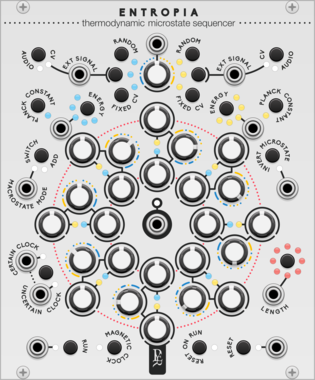 ENTROPIA
thermodynamic microstate sequencer
RANDOM
RANDOM
AUDIO
CV
EXT SIGNAL
EXT SIGNAL
CV
AUDIO
FIXED CV
FIXED CV
PLANCK CONSTANT
ENERGY
ENERGY
PLANCK CONSTANT
SWITCH
ADD
MACROSTATE MODE
INVERT MICROSTATE
CERTAIN CLOCK
UNCERTAIN CLOCK
LENGTH
RUN
MAGNETIC CLOCK
RESET ON RUN
RESET